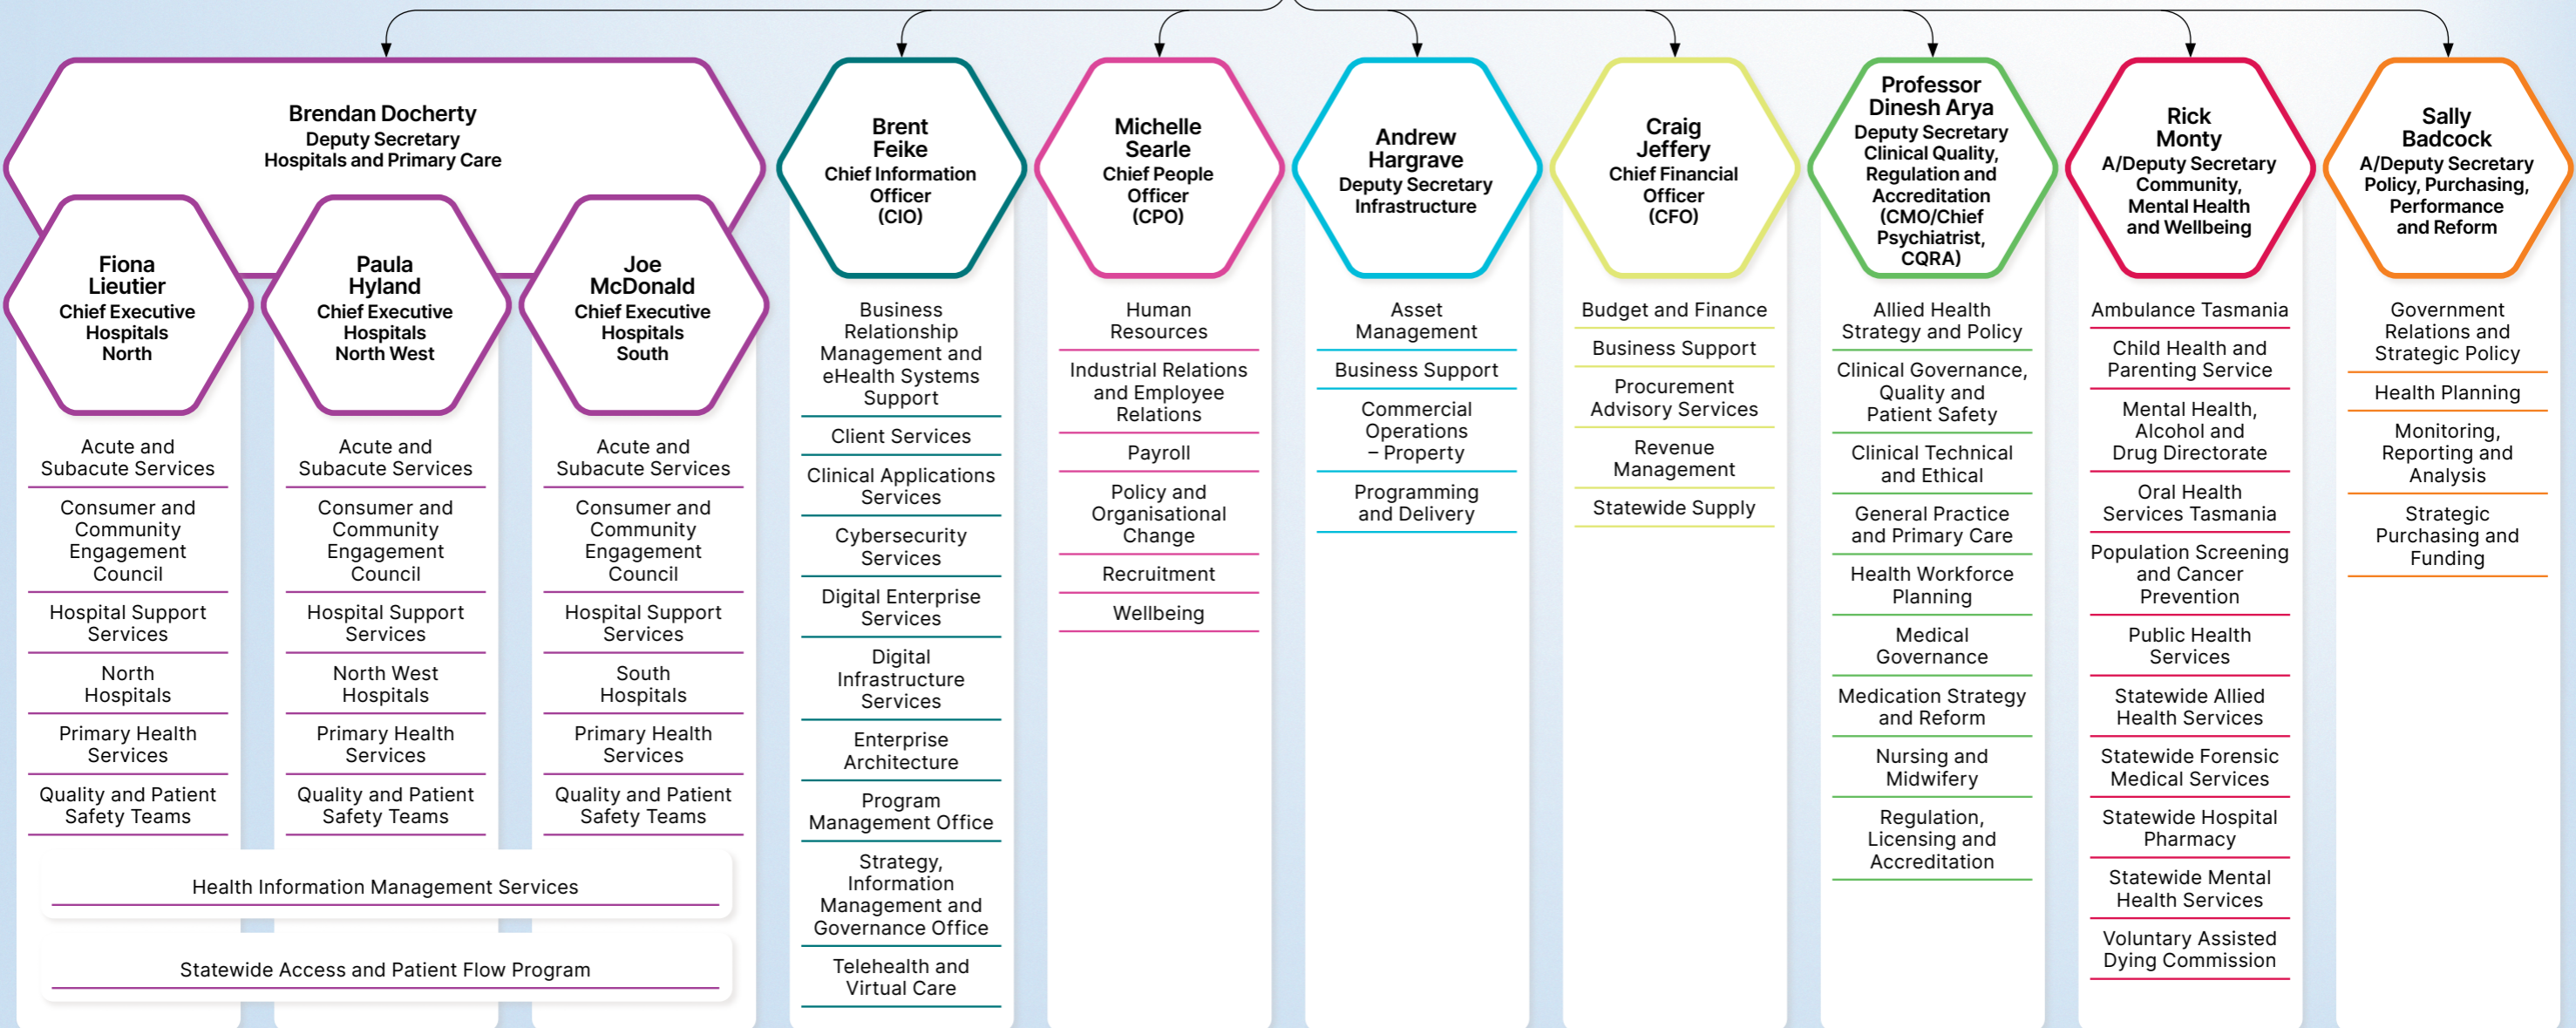 Brendan Docherty
Deputy Secretary
Hospitals and Primary Care
Fiona
Lieutier
Chief Executive
Hospitals
North
Acute and
Subacute Services
Consumer and
Community
Engagement
Council
Hospital Support
Services
North
Hospitals
Primary Health
Services
Quality and Patient
Safety Teams
Paula
Hyland
Chief Executive
Hospitals
North West
Acute and
Subacute Services
Consumer and
Community
Engagement
Council
Hospital Support
Services
North West
Hospitals
Primary Health
Services
Quality and Patient
Safety Teams
Joe
McDonald
Chief Executive
Hospitals
South
Acute and
Subacute Services
Consumer and
Community
Engagement
Council
Hospital Support
Services
South
Hospitals
Primary Health
Services
Quality and Patient
Safety Teams
Health Information Management Services
Statewide Access and Patient Flow Program
Brent
Feike
Chief Information
Officer
(CIO)
Business
Relationship
Management and
eHealth Systems
Support
Client Services
Clinical Applications
Services
Cybersecurity
Services
Digital Enterprise
Services
Digital
Infrastructure
Services
Enterprise
Architecture
Program
Management Office
Strategy,
Information
Management and
Governance Office
Telehealth and
Virtual Care
Michelle
Searle
Chief People
Officer
(CPO)
Human
Resources
Industrial Relations
and Employee
Relations
Payroll
Policy and
Organisational
Change
Recruitment
Wellbeing
Andrew
Hargrave
Deputy Secretary
Infrastructure
Asset
Management
Business Support
Commercial
Operations
– Property
Programming
and Delivery
Craig
Jeffery
Chief Financial
Officer
(CFO)
Budget and Finance
Business Support
Procurement
Advisory Services
Revenue
Management
Statewide Supply
Professor
Dinesh Arya
Deputy Secretary
Clinical Quality,
Regulation and
Accreditation
(CMO/Chief
Psychiatrist,
CQRA)
Allied Health
Strategy and Policy
Clinical Governance,
Quality and
Patient Safety
Clinical Technical
and Ethical
General Practice
and Primary Care
Health Workforce
Planning
Medical
Governance
Medication Strategy
and Reform
Nursing and
Midwifery
Regulation,
Licensing and
Accreditation
Rick
Monty
A/Deputy Secretary
Community,
Mental Health
and Wellbeing
Ambulance Tasmania
Child Health and
Parenting Service
Mental Health,
Alcohol and
Drug Directorate
Oral Health
Services Tasmania
Population Screening
and Cancer
Prevention
Public Health
Services
Statewide Allied
Health Services
Statewide Forensic
Medical Services
Statewide Hospital
Pharmacy
Statewide Mental
Health Services
Voluntary Assisted
Dying Commission
Sally
Badcock
A/Deputy Secretary
Policy, Purchasing,
Performance
and Reform
Government
Relations and
Strategic Policy
Health Planning
Monitoring,
Reporting and
Analysis
Strategic
Purchasing and
Funding